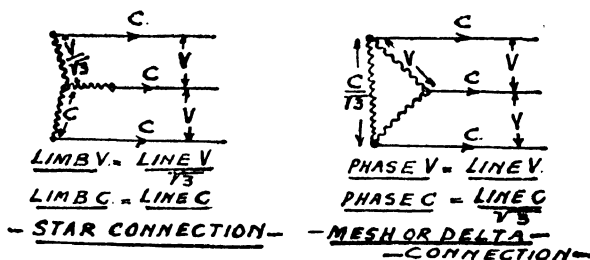 C.
V/√3
V
C
V
C
C
LIMB V. = LINE V/√3
LIMB C. = LINE C
- STAR CONNECTION -
C
V
C/√3
V
C
V
C.
PHASE V = LINE V.
PHASE C = LINE C/√3
- MESH OR DELTA -
- CONNECTION -